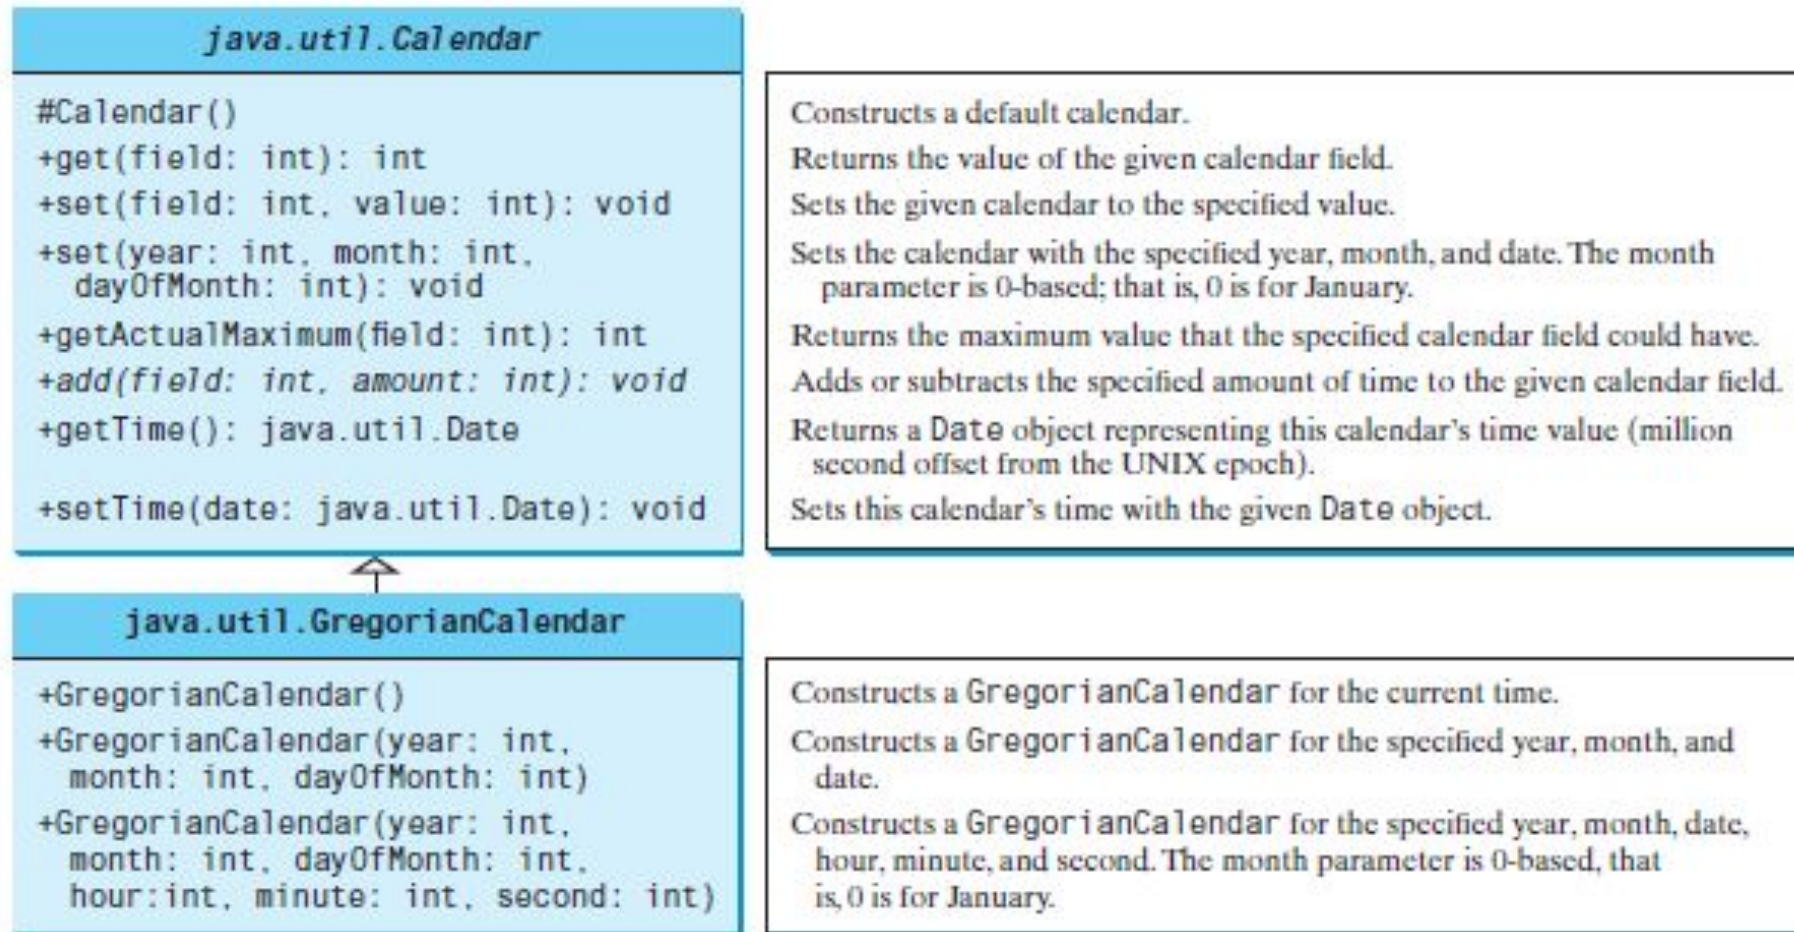 java.util.Calendar
#Calendar()
Constructs a default calendar.
+get(field: int): int
Returns the value of the given calendar field.
+set(field: int, value: int): void
Sets the given calendar to the specified value.
+set(year: int, month: int,
dayOfMonth: int): void
Sets the calendar with the specified year, month, and date. The month
parameter is 0-based; that is, 0 is for January.
+getActualMaximum(field: int): int
Returns the maximum value that the specified calendar field could have.
+add(field: int, amount: int): void
Adds or subtracts the specified amount of time to the given calendar field.
+getTime(): java.util.Date
Returns a Date object representing this calendar's time value (million
second offset from the UNIX epoch).
+setTime(date: java.util.Date): void
Sets this calendar's time with the given Date object.
java.util.GregorianCalendar
+GregorianCalendar()
Constructs a GregorianCalendar for the current time.
+GregorianCalendar(year: int,
month: int, dayOfMonth: int)
Constructs a GregorianCalendar for the specified year, month, and
date.
+GregorianCalendar(year: int,
month: int, dayOfMonth: int,
hour:int, minute: int, second: int)
Constructs a GregorianCalendar for the specified year, month, date,
hour, minute, and second. The month parameter is 0-based, that
is, 0 is for January.